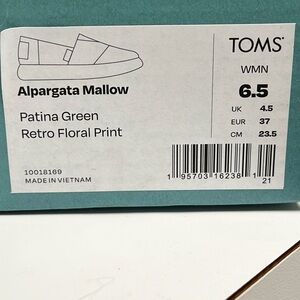 TOMS
WMN
Alpargata Mallow
6.5
Patina Green
Retro Floral Print
UK 4.5
EUR 37
CM 23.5
10018169
MADE IN VIETNAM
1 95703 16238 1
21